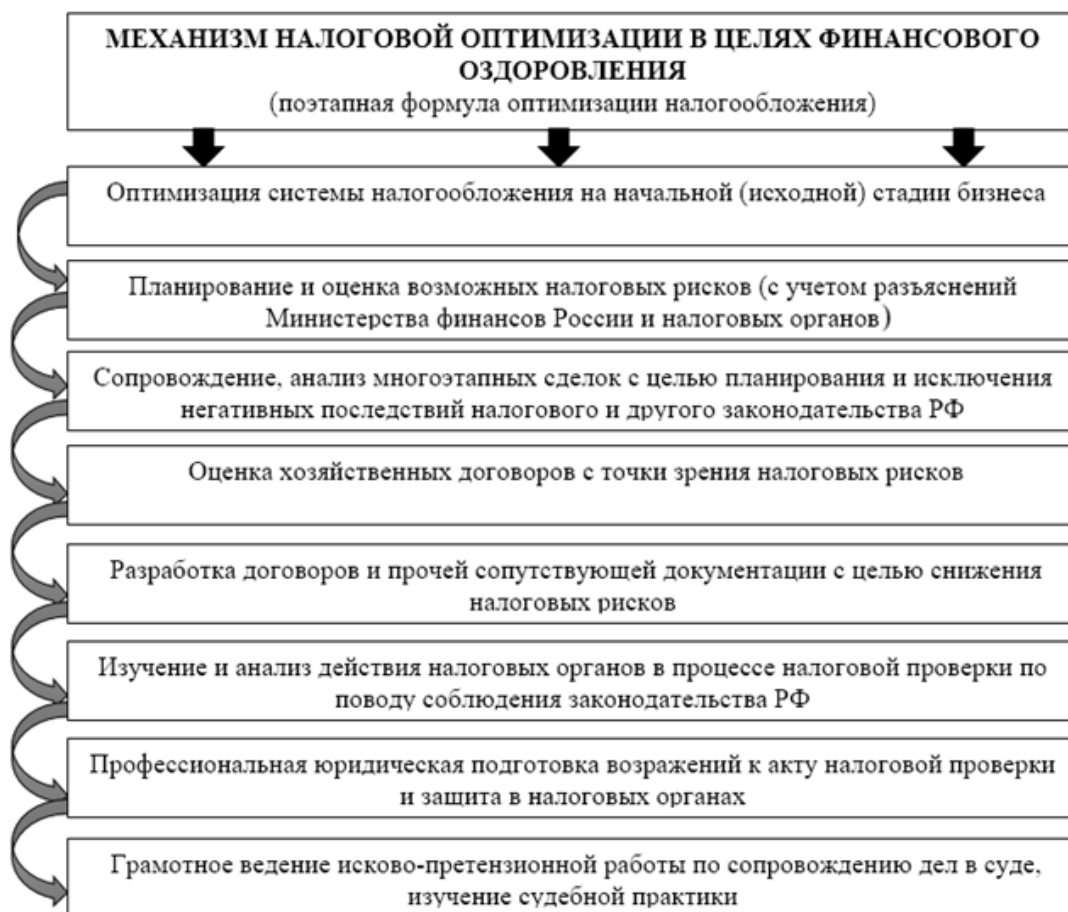 МЕХАНИЗМ НАЛОГОВОЙ ОПТИМИЗАЦИИ В ЦЕЛЯХ ФИНАНСОВОГО
ОЗДОРОВЛЕНИЯ
(поэтапная формула оптимизации налогообложения)
Оптимизация системы налогообложения на начальной (исходной) стадии бизнеса
Планирование и оценка возможных налоговых рисков (с учетом разъяснений
Министерства финансов России и налоговых органов)
Сопровождение, анализ многоэтапных сделок с целью планирования и исключения
негативных последствий налогового и другого законодательства РФ
Оценка хозяйственных договоров с точки зрения налоговых рисков
Разработка договоров и прочей сопутствующей документации с целью снижения
налоговых рисков
Изучение и анализ действия налоговых органов в процессе налоговой проверки по
поводу соблюдения законодательства РФ
Профессиональная юридическая подготовка возражений к акту налоговой проверки
и защита в налоговых органах
Грамотное ведение исково-претензионной работы по сопровождению дел в суде,
изучение судебной практики